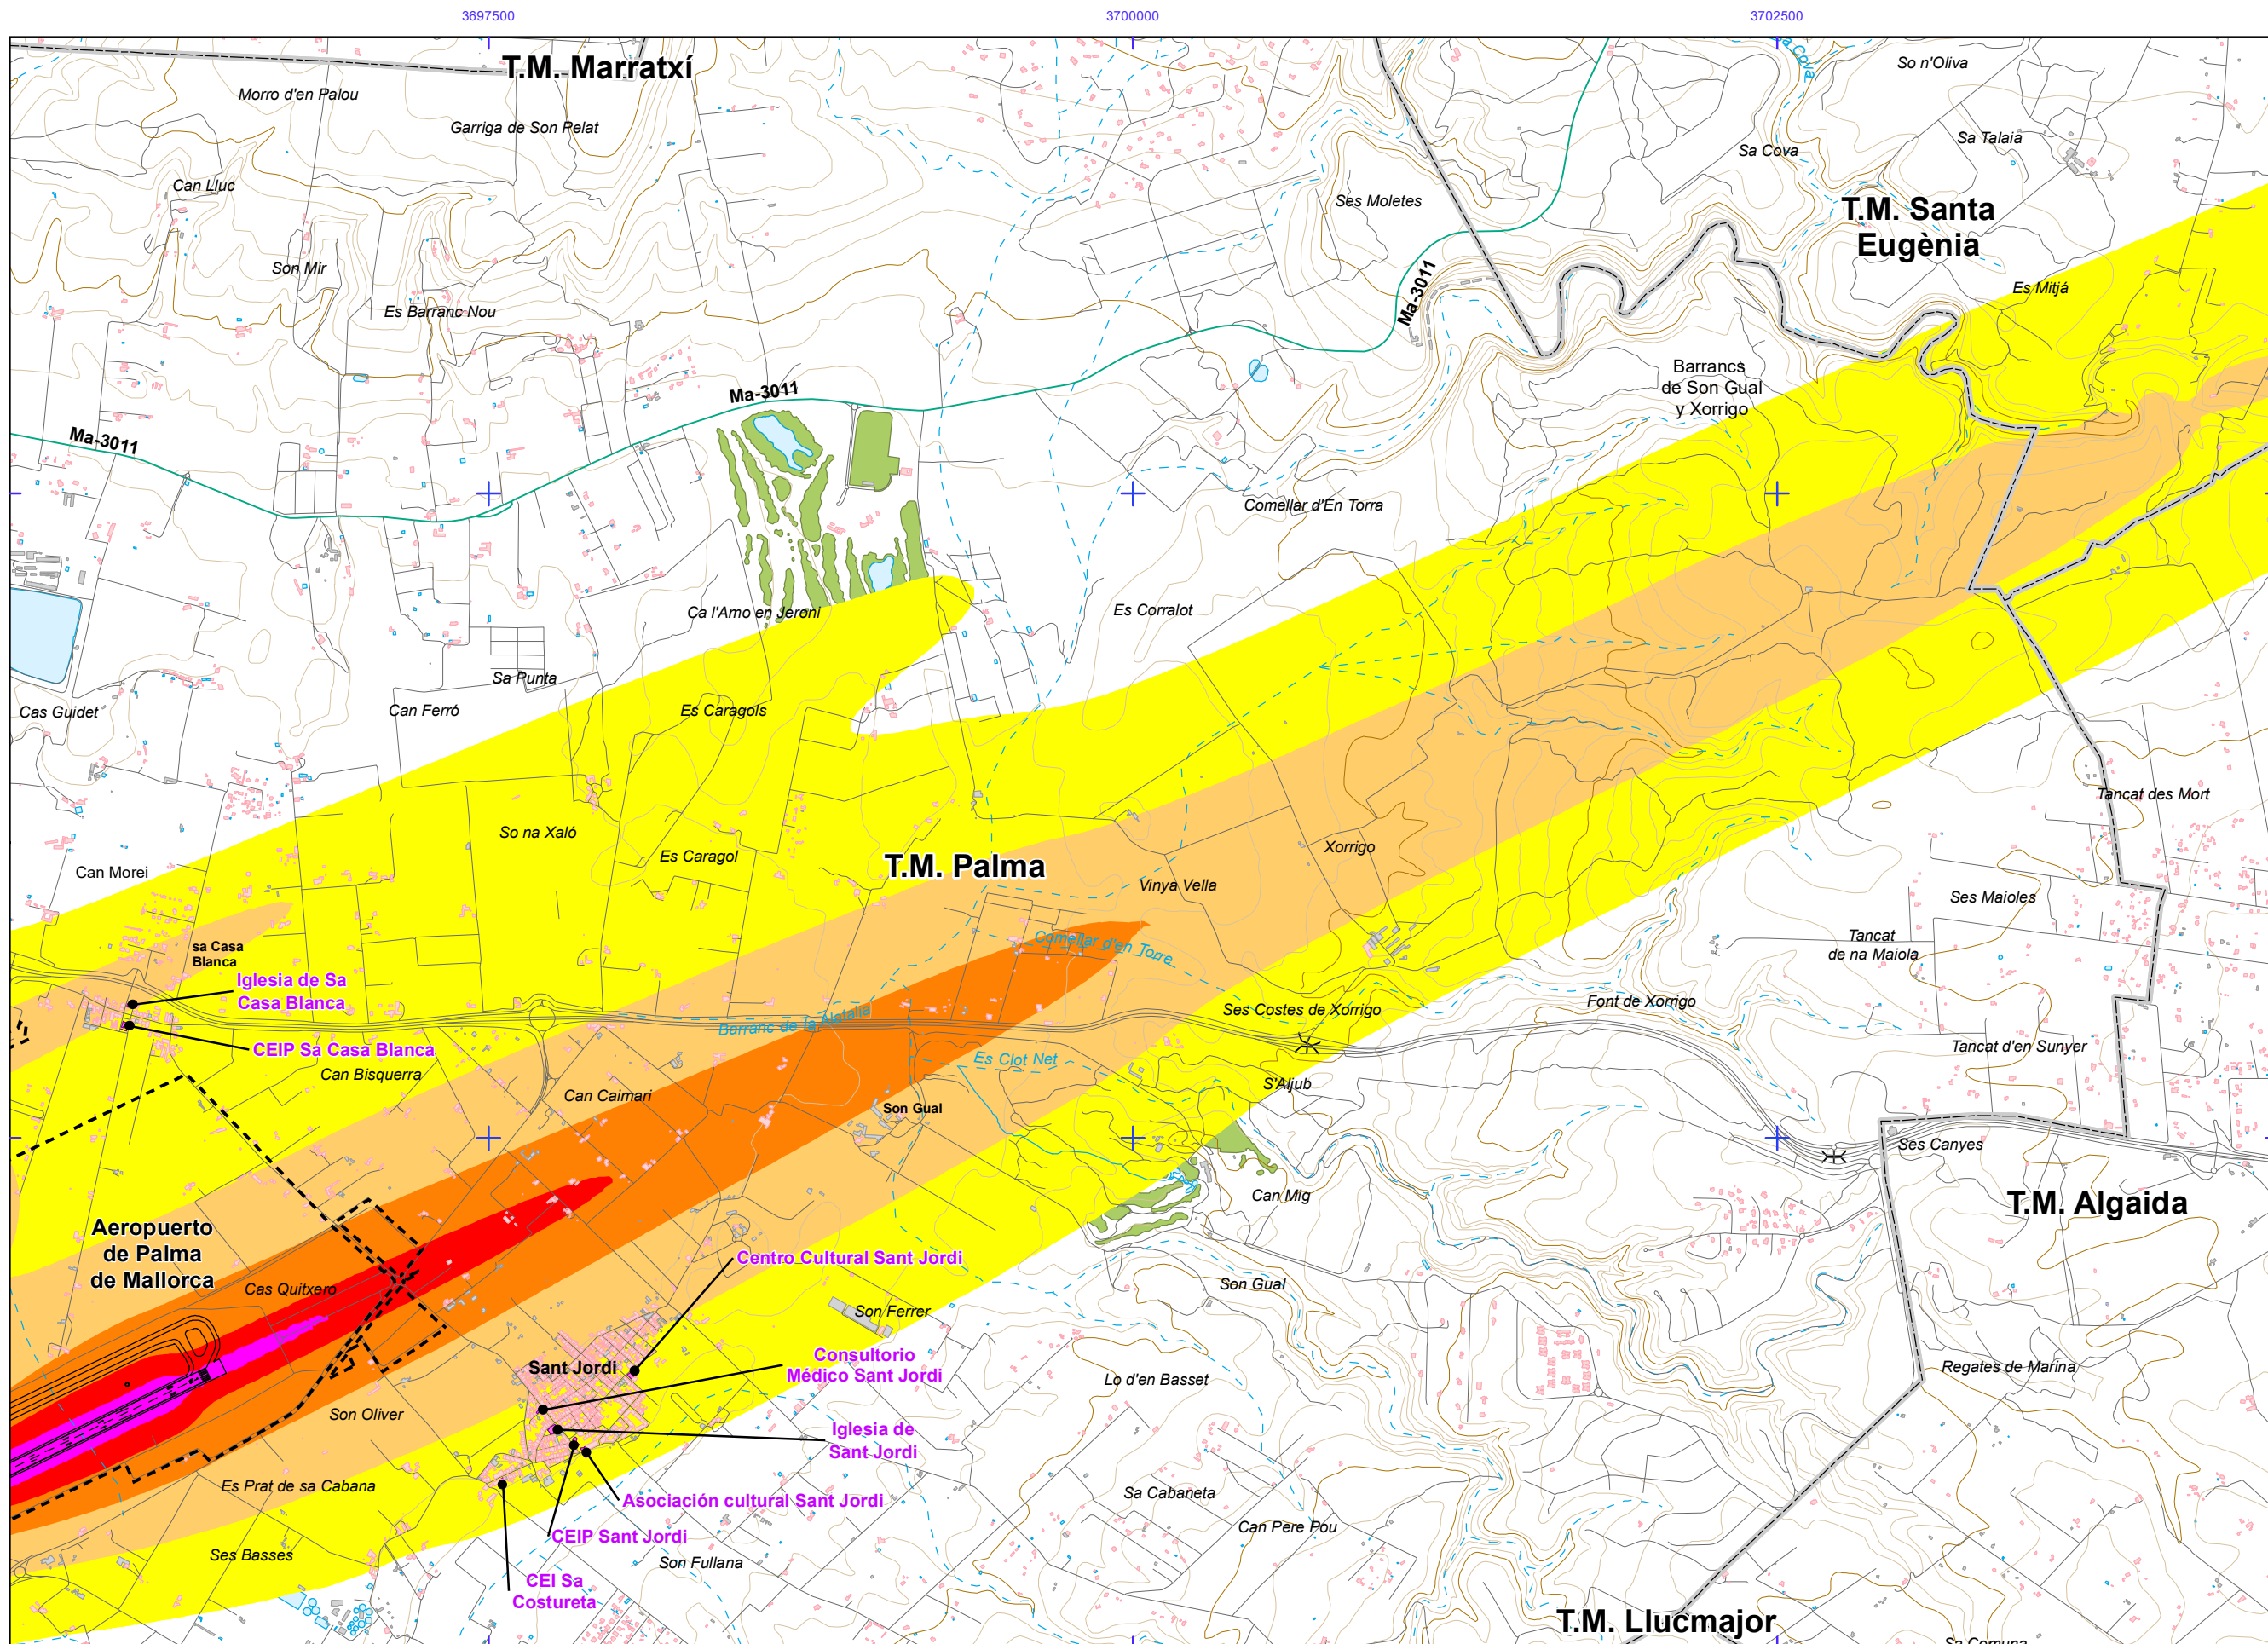 3697500
3700000
3702500
T.M. Marratxí
Sa Cova
So n'Oliva
Morro d'en Palou
Garriga de Son Pelat
Sa Talaia
Sa Cova
Can Lluc
Ses Moletes
T.M. Santa
Eugènia
Son Mir
Es Mitjá
Ma-3011
Es Barranc Nou
Barrancs
de Son Gual
y Xorrigo
Ma-3011
Ma-3011
Comellar d'En Torra
Ca l'Amo en Jeroni
Es Corralot
Sa Punta
Cas Guidet
Can Ferró
Es Caragols
Tancat des Mort
So na Xaló
Es Caragol
T.M. Palma
Xorrigo
Can Morei
Vinya Vella
Ses Maioles
sa Casa
Blanca
Comellar d'en Torre
Tancat
de na Maiola
Iglesia de Sa
Casa Blanca
Barranc de la Alatalia
Ses Costes de Xorrigo
Font de Xorrigo
CEIP Sa Casa Blanca
Es Clot Net
Tancat d'en Sunyer
Can Bisquerra
Can Caimari
S'Aljub
Son Gual
Ses Canyes
Can Mig
T.M. Algaida
Aeropuerto
de Palma
de Mallorca
Centro Cultural Sant Jordi
Cas Quitxero
Son Gual
Son Ferrer
Sant Jordi
Consultorio
Médico Sant Jordi
Lo d'en Basset
Regates de Marina
Son Oliver
Iglesia de
Sant Jordi
Es Prat de sa Cabana
Asociación cultural Sant Jordi
Sa Cabaneta
CEIP Sant Jordi
Can Pere Pou
Ses Basses
Son Fullana
CEI Sa
Costureta
T.M. Llucmajor
Sa Comuna